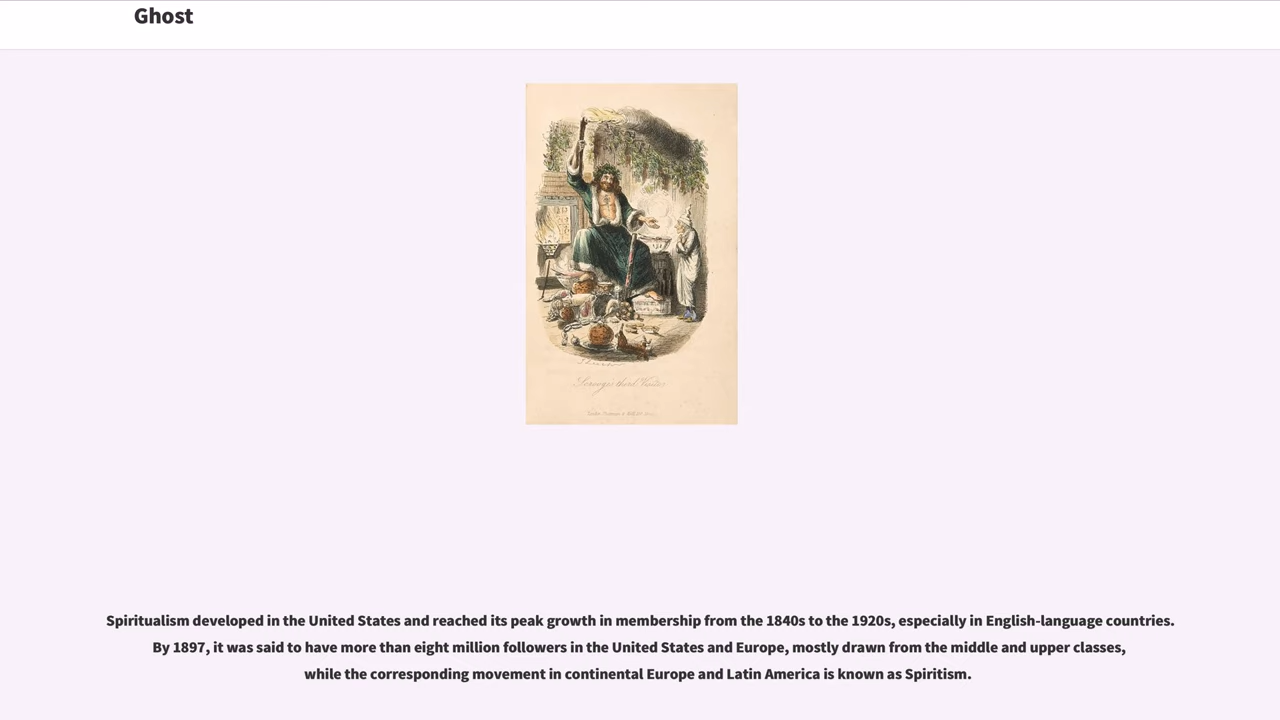 Ghost
Scrooge's third Visitor
Spiritualism developed in the United States and reached its peak growth in membership from the 1840s to the 1920s, especially in English-language countries.
By 1897, it was said to have more than eight million followers in the United States and Europe, mostly drawn from the middle and upper classes,
while the corresponding movement in continental Europe and Latin America is known as Spiritism.